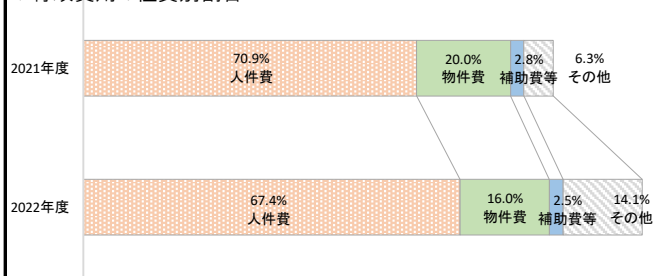 2021年度
70.9%
人件費
20.0%
物件費
2.8%
補助費等
6.3%
その他
2022年度
67.4%
人件費
16.0%
物件費
2.5%
補助費等
14.1%
その他